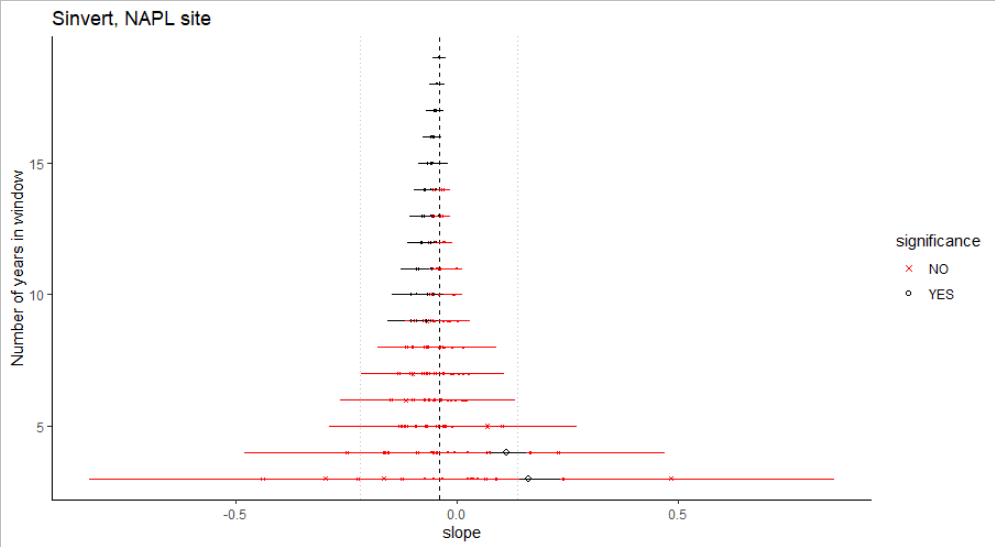 Sinvert, NAPL site
Number of years in window
15
10
5
-0.5
0.0
0.5
slope
significance
NO
YES